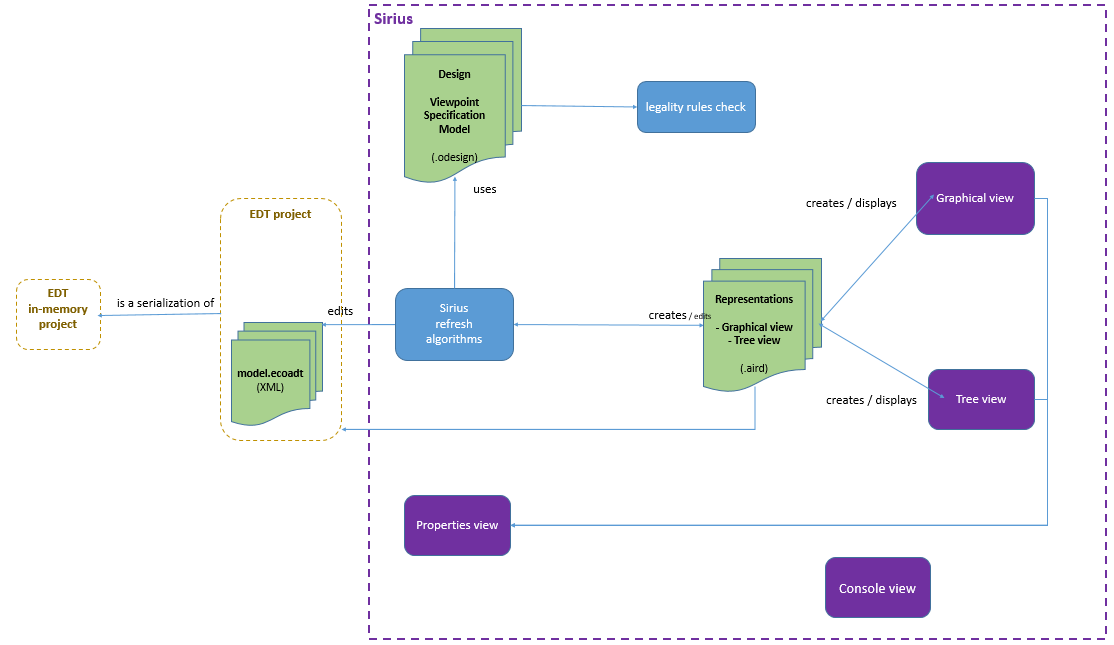 Sirius
Design
Viewpoint
Specification
Model
(.odesign)
legality rules check
uses
creates / displays
Graphical view
EDT project
EDT
in-memory
project
is a serialization of
edits
Sirius
refresh
algorithms
creates / edits
Representations
- Graphical view
- Tree view
(.aird)
model.ecoadt
(XML)
creates / displays
Tree view
Properties view
Console view